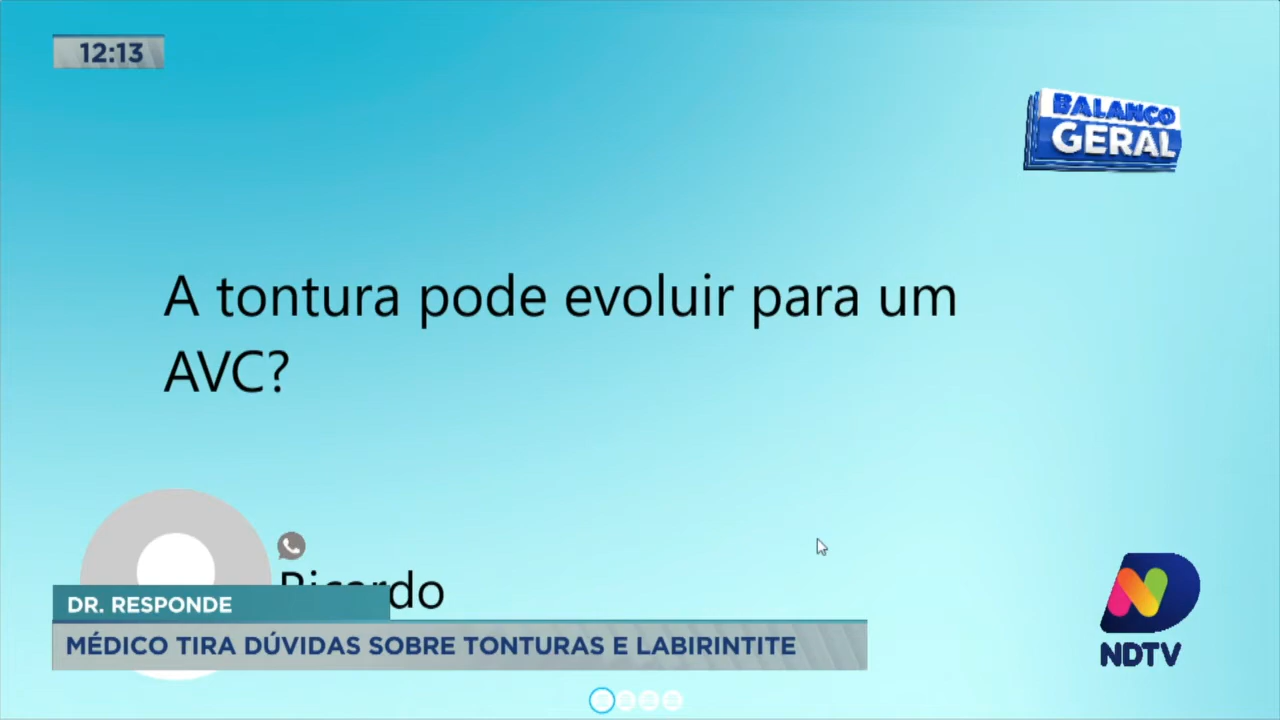 12:13
BALANÇO
GERAL
A tontura pode evoluir para um
AVC?
Ricardo
DR. RESPONDE
MÉDICO TIRA DÚVIDAS SOBRE TONTURAS E LABIRINTITE
NDTV